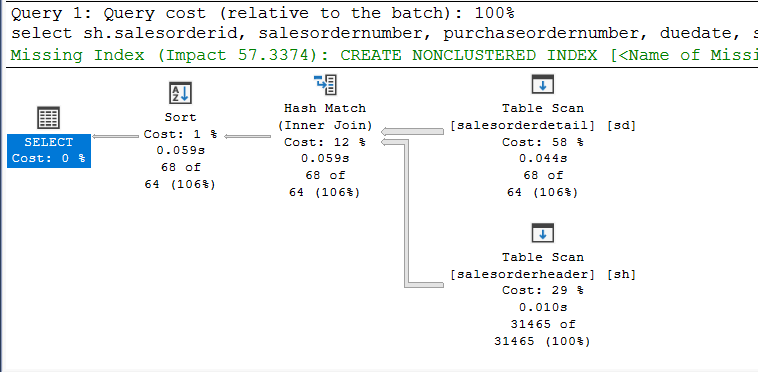 Query 1: Query cost (relative to the batch): 100%
select sh.salesorderid, salesordernumber, purchaseordernumber, duedate, s
Missing Index (Impact 57.3374): CREATE NONCLUSTERED INDEX [<Name of Missi
SELECT
Cost: 0 %
Sort
Cost: 1 %
0.059s
68 of
64 (106%)
Hash Match
(Inner Join)
Cost: 12 %
0.059s
68 of
64 (106%)
Table Scan
[salesorderdetail] [sd]
Cost: 58 %
0.044s
68 of
64 (106%)
Table Scan
[salesorderheader] [sh]
Cost: 29 %
0.010s
31465 of
31465 (100%)